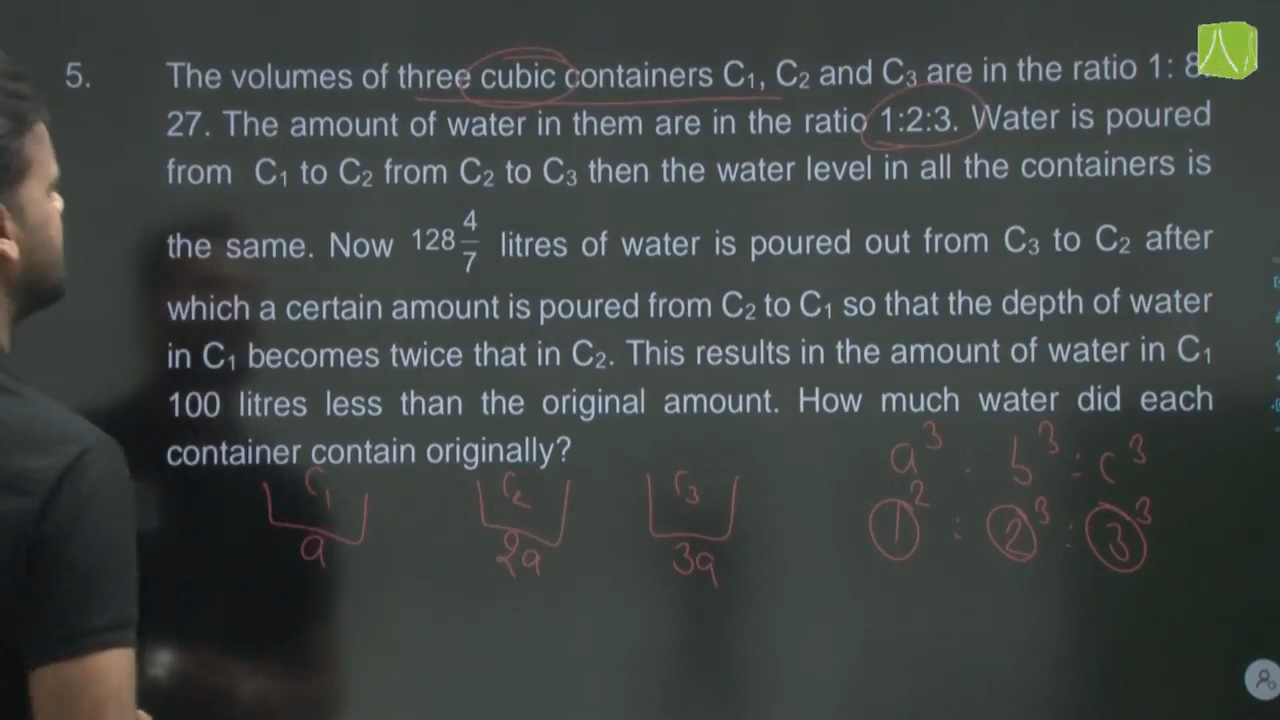 5. The volumes of three cubic containers C₁, C₂ and C₃ are in the ratio 1: 8
27. The amount of water in them are in the ratio 1:2:3. Water is poured
from C₁ to C₂ from C₂ to C₃ then the water level in all the containers is
the same. Now 128 4/7 litres of water is poured out from C₃ to C₂ after
which a certain amount is poured from C₂ to C₁ so that the depth of water
in C₁ becomes twice that in C₂. This results in the amount of water in C₁
100 litres less than the original amount. How much water did each
container contain originally?
a³ : b³ : c³
C₁ C₂ C₃
1² : 2³ : 3³
a 2a 3a